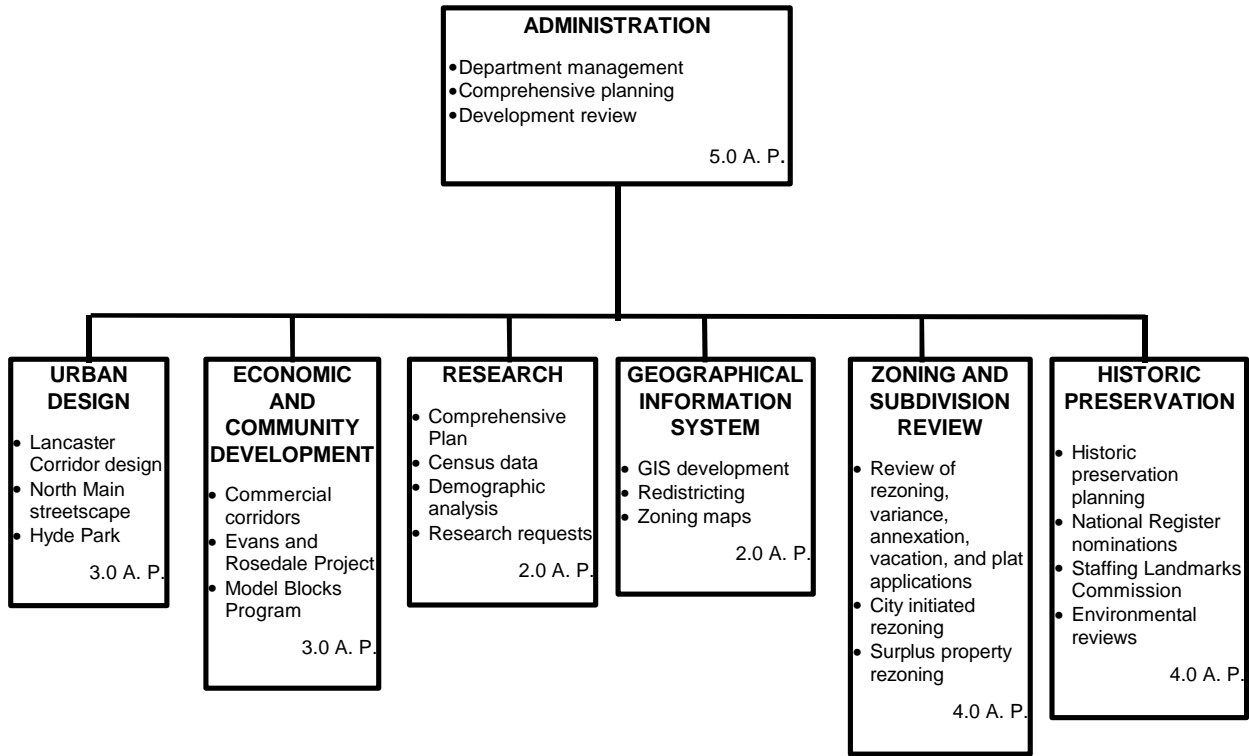 ADMINISTRATION
•Department management
•Comprehensive planning
•Development review
5.0 A. P.
URBAN
DESIGN
• Lancaster
Corridor design
• North Main
streetscape
• Hyde Park
3.0 A. P.
ECONOMIC
AND
COMMUNITY
DEVELOPMENT
• Commercial
corridors
• Evans and
Rosedale Project
• Model Blocks
Program
3.0 A. P.
RESEARCH
• Comprehensive
Plan
• Census data
• Demographic
analysis
• Research requests
2.0 A. P.
GEOGRAPHICAL
INFORMATION
SYSTEM
• GIS development
• Redistricting
• Zoning maps
2.0 A. P.
ZONING AND
SUBDIVISION
REVIEW
• Review of
rezoning,
variance,
annexation,
vacation, and plat
applications
• City initiated
rezoning
• Surplus property
rezoning
4.0 A. P.
HISTORIC
PRESERVATION
• Historic
preservation
planning
• National Register
nominations
• Staffing Landmarks
Commission
• Environmental
reviews
4.0 A. P.